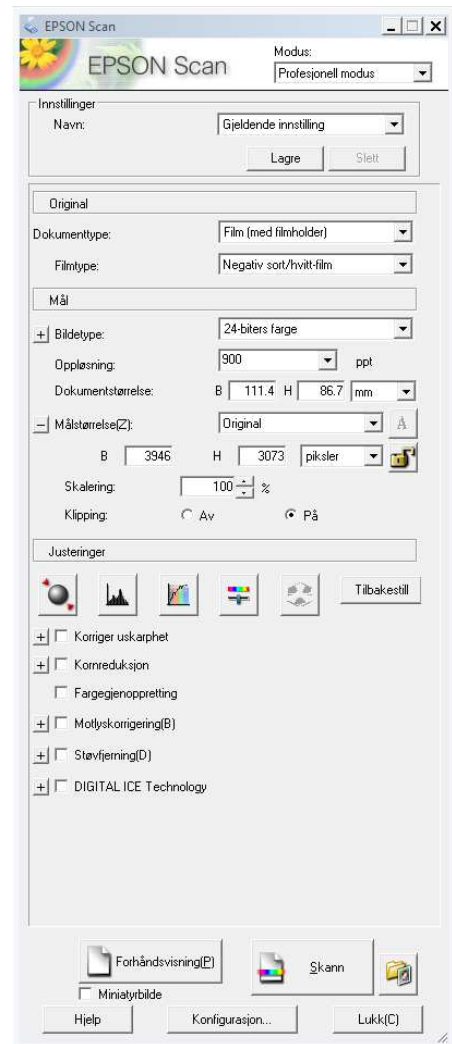 EPSON Scan
EPSON Scan
Modus:
Profesjonell modus
Innstillinger
Navn: Gjeldende innstilling
Lagre Slett
Original
Dokumenttype: Film (med filmholder)
Filmtype: Negativ sort/hvitt-film
Mål
Bildetype: 24-biters farge
Oppløsning: 900 ppt
Dokumentstørrelse: B 111.4 H 86.7 mm
Målstørrelse(Z): Original A
B 3946 H 3073 piksler
Skalering: 100 %
Klipping: Av På
Justeringer
Tilbakestill
Korriger uskarphet
Kornreduksjon
Fargegjenoppretting
Motlyskorrigering(B)
Støvfjerning(D)
DIGITAL ICE Technology
Forhåndsvisning(P) Skann
Miniatyrbilde
Hjelp Konfigurasjon... Lukk(C)